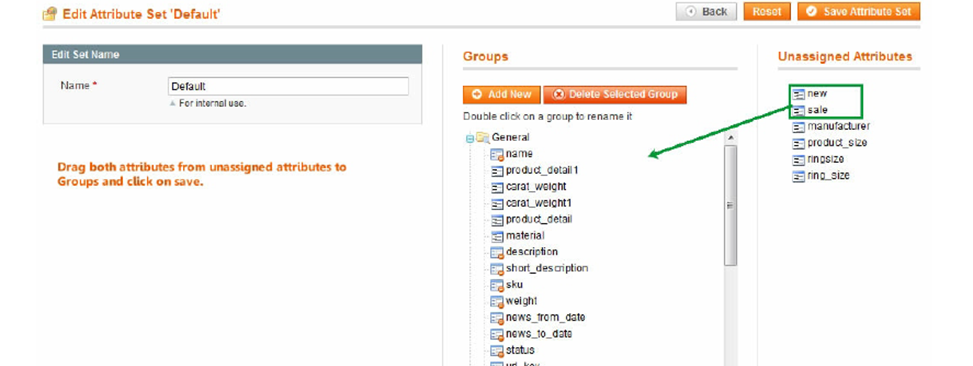 Edit Attribute Set 'Default'
Back
Reset
Save Attribute Set
Edit Set Name
Name *
Default
▲ For internal use.
Drag both attributes from unassigned attributes to
Groups and click on save.
Groups
Add New
Delete Selected Group
Double click on a group to rename it
General
name
product_detail1
carat_weight
carat_weight1
product_detail
material
description
short_description
sku
weight
news_from_date
news_to_date
status
url_key
Unassigned Attributes
new
sale
manufacturer
product_size
ringsize
ring_size